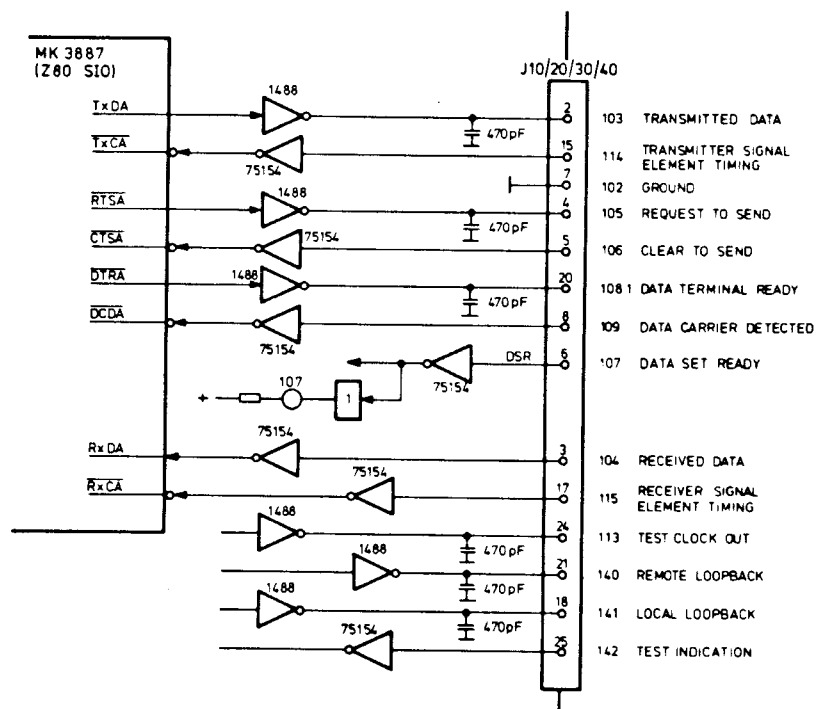 MK 3887
(Z80 SIO)
J10/20/30/40
TxDA
1488
470pF
2
103 TRANSMITTED DATA
TxCA
75154
15
114 TRANSMITTER SIGNAL
ELEMENT TIMING
7
102 GROUND
RTSA
1488
470pF
4
105 REQUEST TO SEND
CTSA
75154
5
106 CLEAR TO SEND
DTRA
1488
470pF
20
108.1 DATA TERMINAL READY
DCDA
75154
8
109 DATA CARRIER DETECTED
DSR
75154
6
107 DATA SET READY
+
107
1
RxDA
75154
3
104 RECEIVED DATA
RxCA
75154
17
115 RECEIVER SIGNAL
ELEMENT TIMING
1488
470pF
24
113 TEST CLOCK OUT
1488
470pF
21
140 REMOTE LOOPBACK
1488
470pF
18
141 LOCAL LOOPBACK
75154
25
142 TEST INDICATION